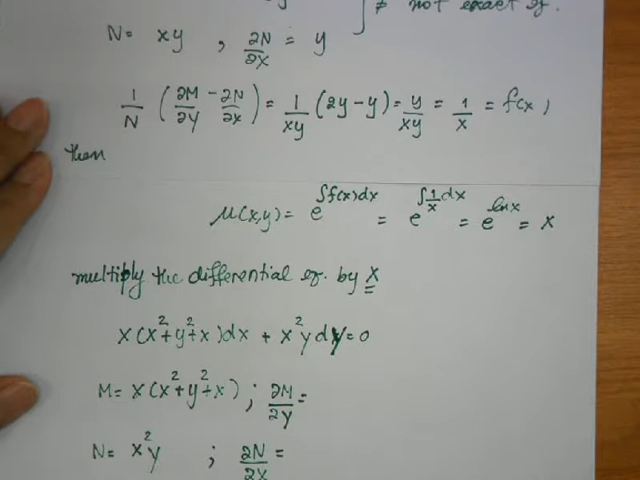 ≠ not exact eq.
N= xy , ∂N/∂x = y
1/N (∂M/∂y - ∂N/∂x) = 1/xy (2y-y) = y/xy = 1/x = f(x)
then
μ(x,y) = e^∫f(x)dx = e^∫1/x dx = e^lnx = x
multiply the differential eq. by x
x(x²+y²+x)dx + x²y dy=0
M= x(x²+y²+x) ; ∂M/∂y =
N= x²y ; ∂N/∂x =